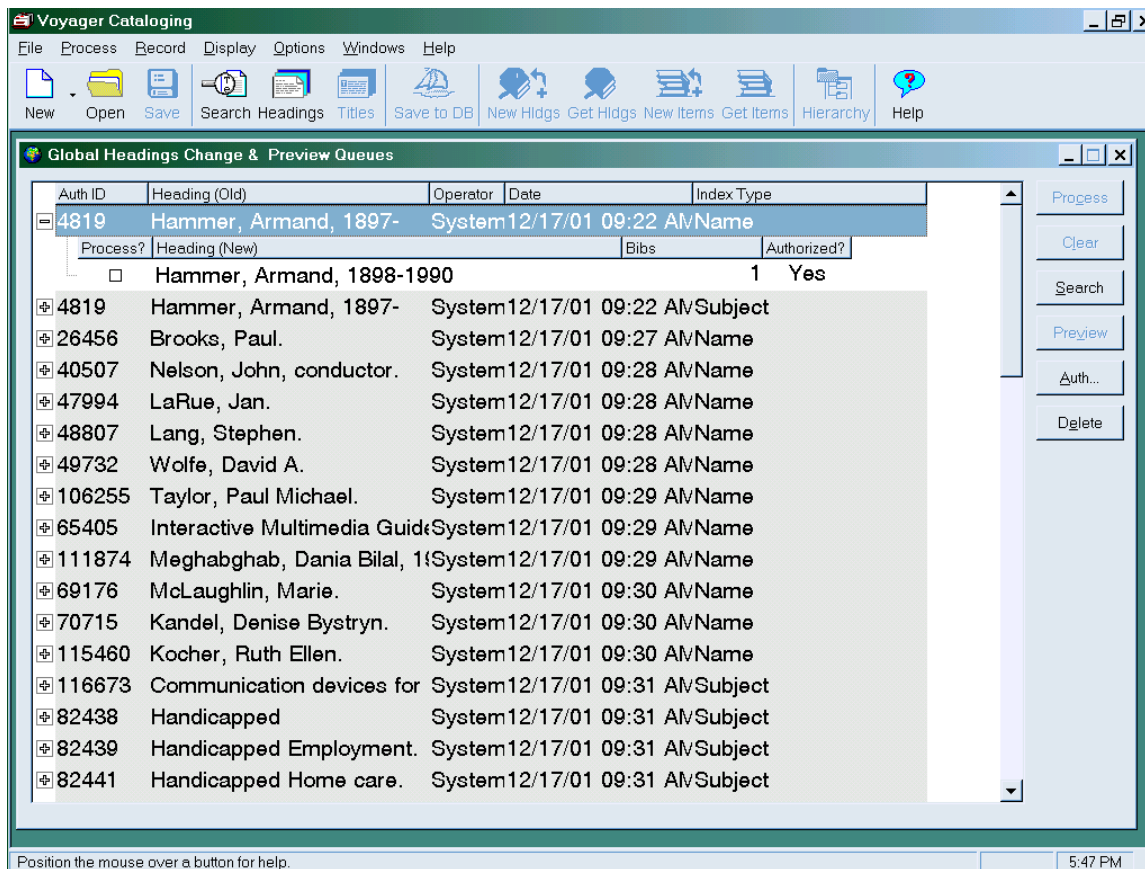 Voyager Cataloging
File Process Record Display Options Windows Help
New Open Save Search Headings Titles Save to DB New Hldgs Get Hldgs New Items Get Items Hierarchy Help
Global Headings Change & Preview Queues
Auth ID Heading (Old) Operator Date Index Type
4819 Hammer, Armand, 1897- System 12/17/01 09:22 AM Name
Process? Heading (New) Bibs Authorized?
Hammer, Armand, 1898-1990 1 Yes
4819 Hammer, Armand, 1897- System 12/17/01 09:22 AM Subject
26456 Brooks, Paul. System 12/17/01 09:27 AM Name
40507 Nelson, John, conductor. System 12/17/01 09:28 AM Name
47994 LaRue, Jan. System 12/17/01 09:28 AM Name
48807 Lang, Stephen. System 12/17/01 09:28 AM Name
49732 Wolfe, David A. System 12/17/01 09:28 AM Name
106255 Taylor, Paul Michael. System 12/17/01 09:29 AM Name
65405 Interactive Multimedia Guide System 12/17/01 09:29 AM Name
111874 Meghabghab, Dania Bilal, 19 System 12/17/01 09:29 AM Name
69176 McLaughlin, Marie. System 12/17/01 09:30 AM Name
70715 Kandel, Denise Bystryn. System 12/17/01 09:30 AM Name
115460 Kocher, Ruth Ellen. System 12/17/01 09:30 AM Name
116673 Communication devices for System 12/17/01 09:31 AM Subject
82438 Handicapped System 12/17/01 09:31 AM Subject
82439 Handicapped Employment. System 12/17/01 09:31 AM Subject
82441 Handicapped Home care. System 12/17/01 09:31 AM Subject
Process
Clear
Search
Preview
Auth...
Delete
Position the mouse over a button for help. 5:47 PM